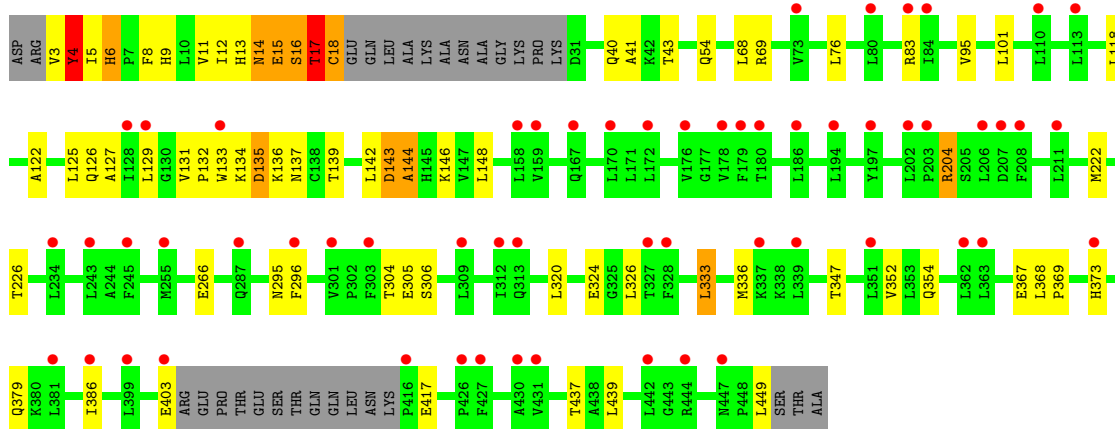 ASP ARG V3 Y4 I5 H6 P7 F8 H9 L10 V11 I12 H13 N14 E15 S16 T17 C18 GLU GLN LEU ALA LYS ALA ASN ALA GLY LYS PRO LYS D31 Q40 A41 K42 T43 Q54 L68 R69 V73 L76 L80 R83 I84 V95 L101 L110 L113 L118
A122 L125 Q126 A127 I128 L129 G130 V131 P132 W133 K134 D135 K136 N137 C138 T139 L142 D143 A144 H145 K146 V147 L148 L158 V159 Q167 L170 L171 L172 V176 G177 V178 F179 T180 L186 L194 Y197 L202 P203 R204 S205 L206 D207 F208 L211 M222
T226 L234 L243 A244 F245 M255 E266 Q287 N295 F296 V301 P302 F303 T304 E305 S306 L309 I312 Q313 L320 E324 G325 L326 T327 F328 L333 M336 K337 K338 L339 T347 L351 V352 L353 Q354 L362 L363 E367 L368 P369 H373
Q379 K380 L381 I386 L399 E403 ARG GLU PRO THR GLU SER THR GLN GLN LEU ASN LYS P416 E417 P426 F427 A430 V431 T437 A438 L439 L442 G443 R444 N447 P448 L449 SER THR ALA